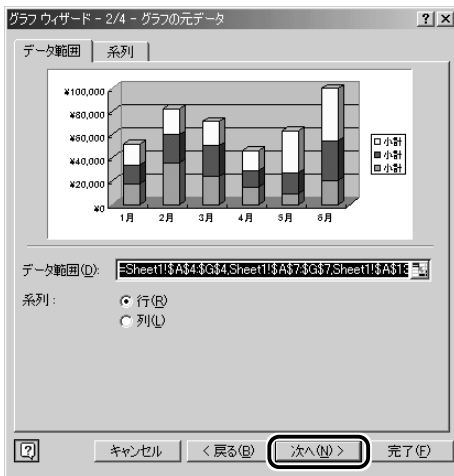 グラフ ウィザード - 2/4 - グラフの元データ
? ×
データ範囲 系列
¥100,000
¥80,000
¥60,000
¥40,000
¥20,000
¥0
1月 2月 3月 4月 5月 6月
小計
小計
小計
データ範囲(D): =Sheet1!$A$4:$G$4,Sheet1!$A$7:$G$7,Sheet1!$A$13
系列:
行(R)
列(L)
? キャンセル < 戻る(B) 次へ(N) > 完了(F)